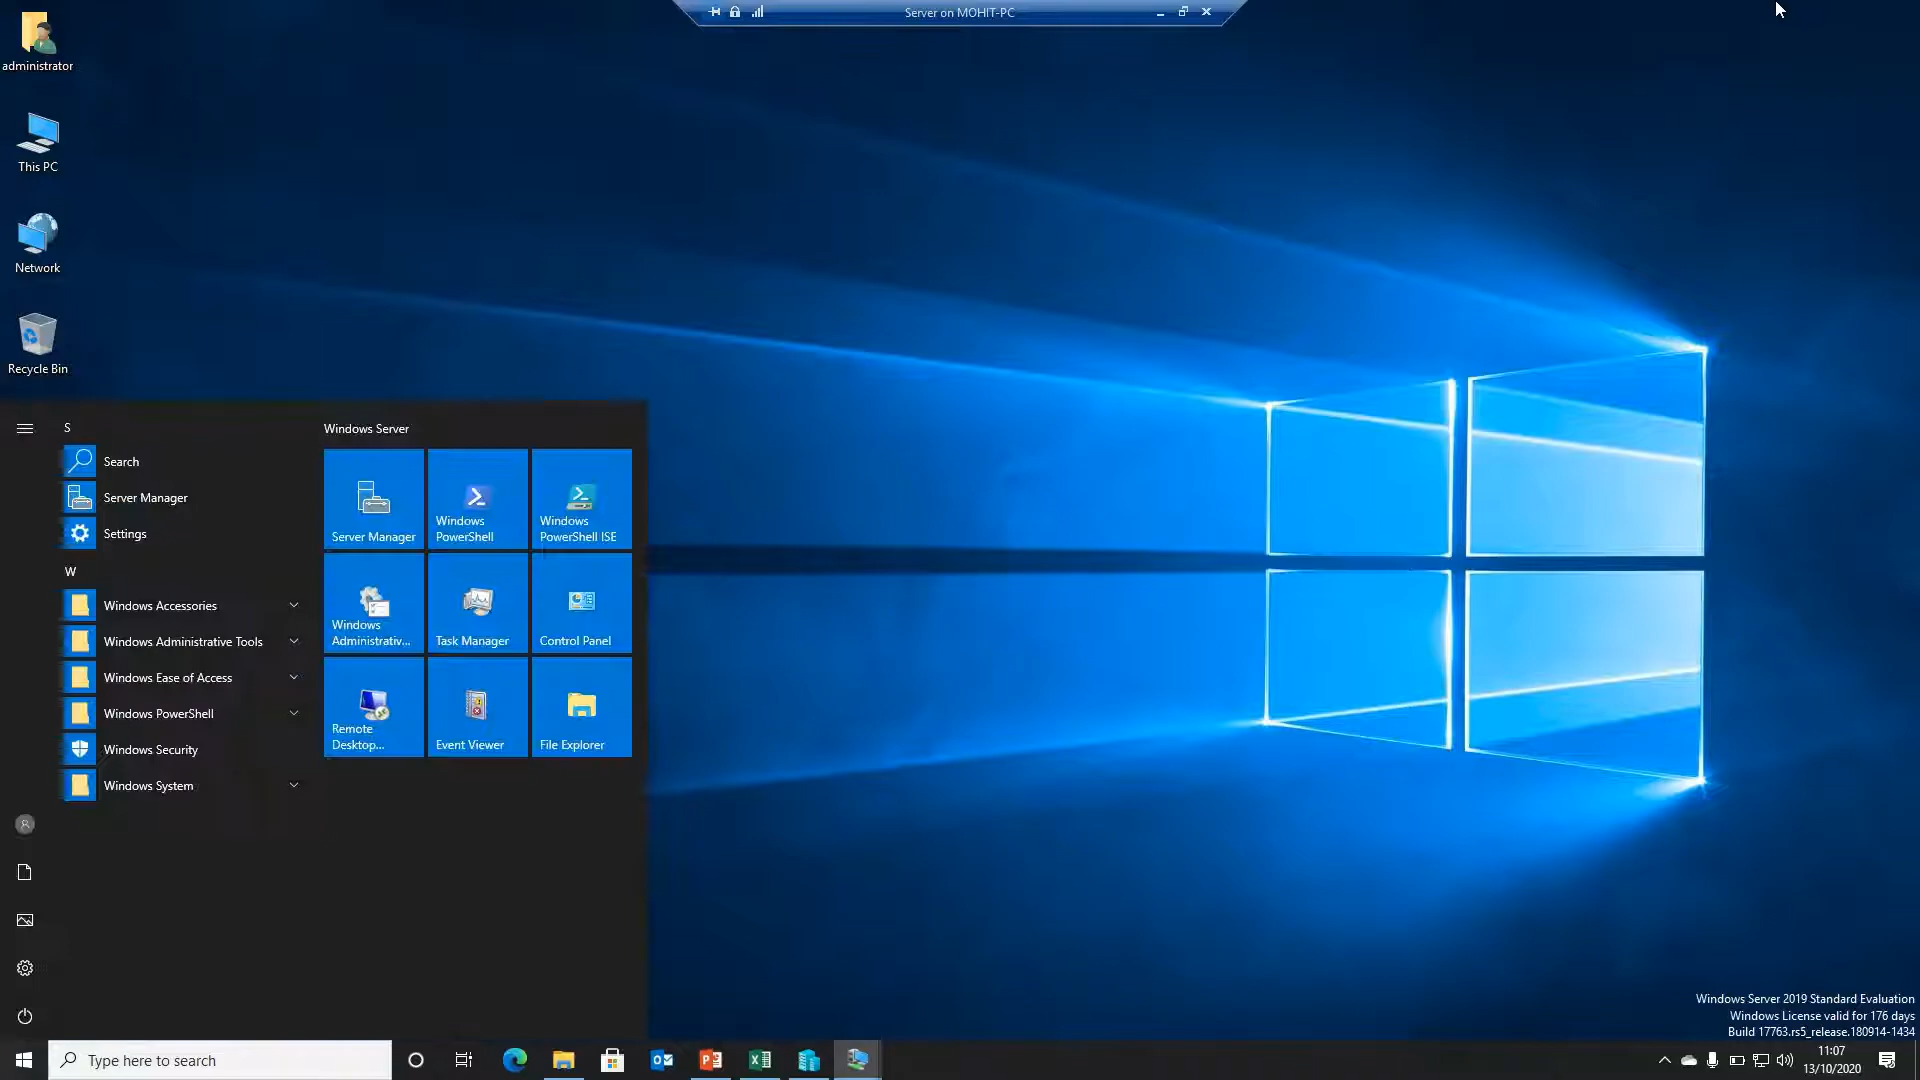 Server on MOHIT-PC
administrator
This PC
Network
Recycle Bin
S
Search
Server Manager
Settings
W
Windows Accessories
Windows Administrative Tools
Windows Ease of Access
Windows PowerShell
Windows Security
Windows System
Windows Server
Server Manager
Windows
PowerShell
Windows
PowerShell ISE
Windows
Administrativ...
Task Manager
Control Panel
Remote
Desktop...
Event Viewer
File Explorer
Windows Server 2019 Standard Evaluation
Windows License valid for 176 days
Build 17763.rs5_release.180914-1434
Type here to search
11:07
13/10/2020